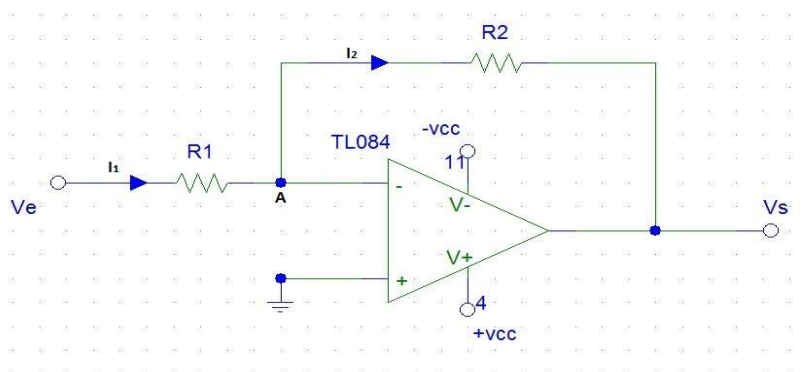 R2
I₂
TL084
-vcc
11
R1
I₁
A
Ve
-
V-
Vs
V+
+
4
+vcc